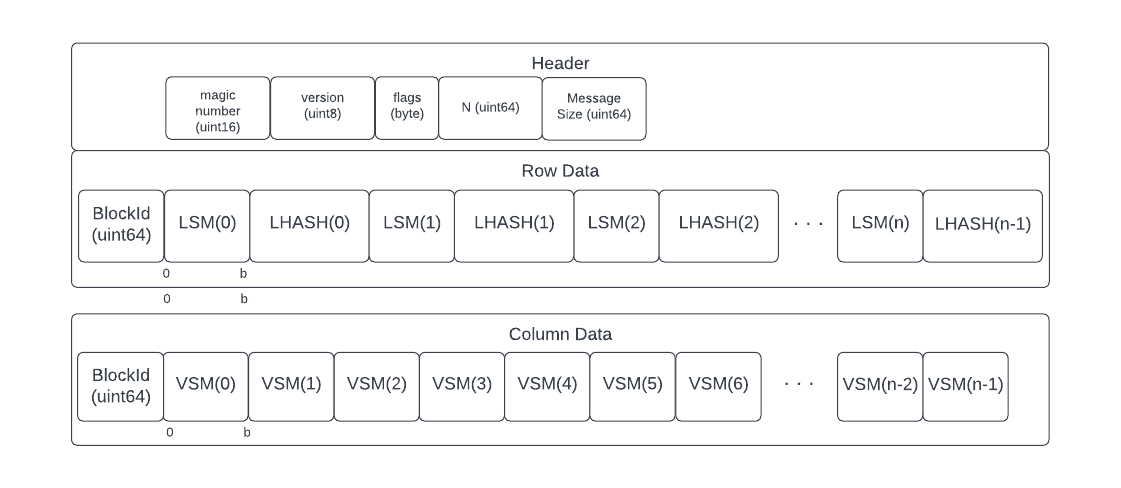 Header
magic
number
(uint16)
version
(uint8)
flags
(byte)
N (uint64)
Message
Size (uint64)
Row Data
BlockId
(uint64)
LSM(0)
LHASH(0)
LSM(1)
LHASH(1)
LSM(2)
LHASH(2)
. . .
LSM(n)
LHASH(n-1)
0
b
0
b
Column Data
BlockId
(uint64)
VSM(0)
VSM(1)
VSM(2)
VSM(3)
VSM(4)
VSM(5)
VSM(6)
. . .
VSM(n-2)
VSM(n-1)
0
b